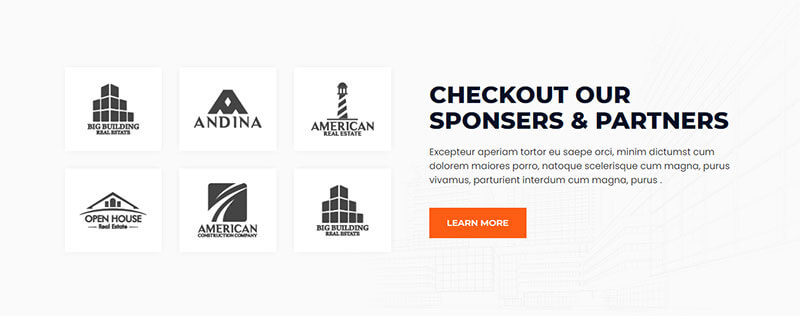 BIG BUILDING
REAL ESTATE
ANDINA
AMERICAN
REAL ESTATE
OPEN HOUSE
Real Estate
AMERICAN
CONSTRUCTION COMPANY
BIG BUILDING
REAL ESTATE
CHECKOUT OUR
SPONSERS & PARTNERS
Excepteur aperiam tortor eu saepe orci, minim dictumst cum
dolorem maiores porro, natoque scelerisque cum magna, purus
vivamus, parturient interdum cum magna, purus .
LEARN MORE